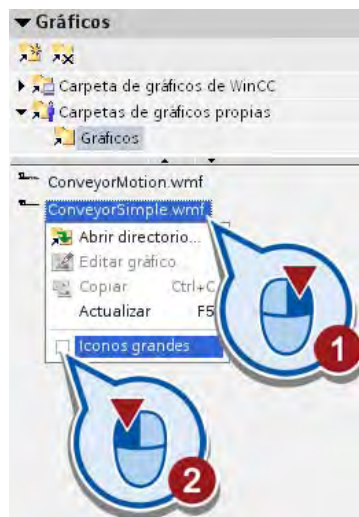 Gráficos
Carpeta de gráficos de WinCC
Carpetas de gráficos propias
Gráficos
ConveyorMotion.wmf
ConveyorSimple.wmf
Abrir directorio...
Editar gráfico
Copiar Ctrl+C
Actualizar F5
Iconos grandes
1
2